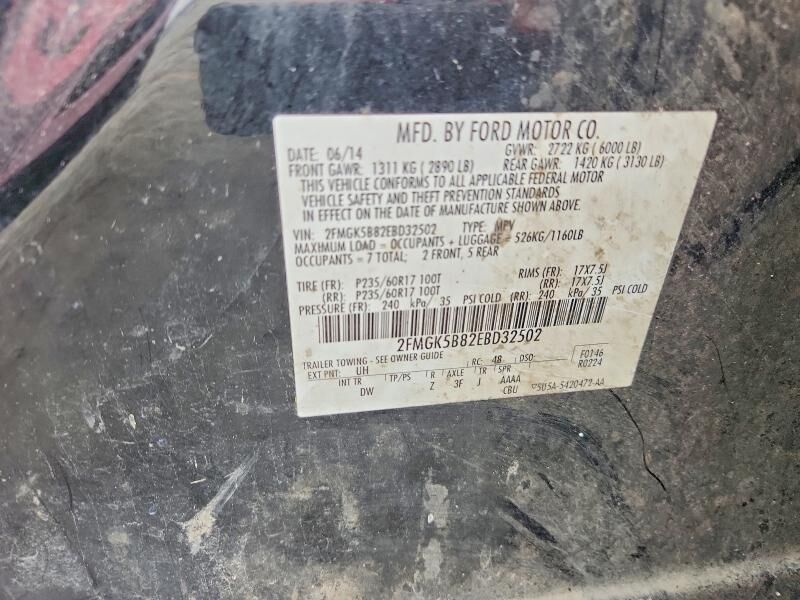 MFD. BY FORD MOTOR CO.
DATE: 06/14 GVWR: 2722 KG ( 6000 LB)
FRONT GAWR: 1311 KG ( 2890 LB) REAR GAWR: 1420 KG ( 3130 LB)
THIS VEHICLE CONFORMS TO ALL APPLICABLE FEDERAL MOTOR
VEHICLE SAFETY AND THEFT PREVENTION STANDARDS
IN EFFECT ON THE DATE OF MANUFACTURE SHOWN ABOVE.
VIN: 2FMGK5B82EBD32502 TYPE: MPV
MAXIMUM LOAD = OCCUPANTS + LUGGAGE = 526KG/1160LB
OCCUPANTS = 7 TOTAL; 2 FRONT, 5 REAR
TIRE (FR): P235/60R17 100T RIMS (FR): 17X7.5J
(RR): P235/60R17 100T (RR): 17X7.5J
PRESSURE (FR): 240 kPa/ 35 PSI COLD (RR): 240 kPa/ 35 PSI COLD
2FMGK5B82EBD32502
TRAILER TOWING - SEE OWNER GUIDE
EXT PNT: UH RC: 48 DSO: F0146
R0224
INT TR TP/PS R AXLE TR SPR
DW Z 3F J AAAA
CBU 5U5A-5420472-AA